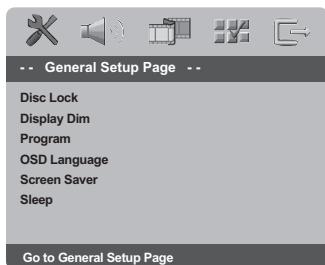 - - General Setup Page - -
Disc Lock
Display Dim
Program
OSD Language
Screen Saver
Sleep
Go to General Setup Page